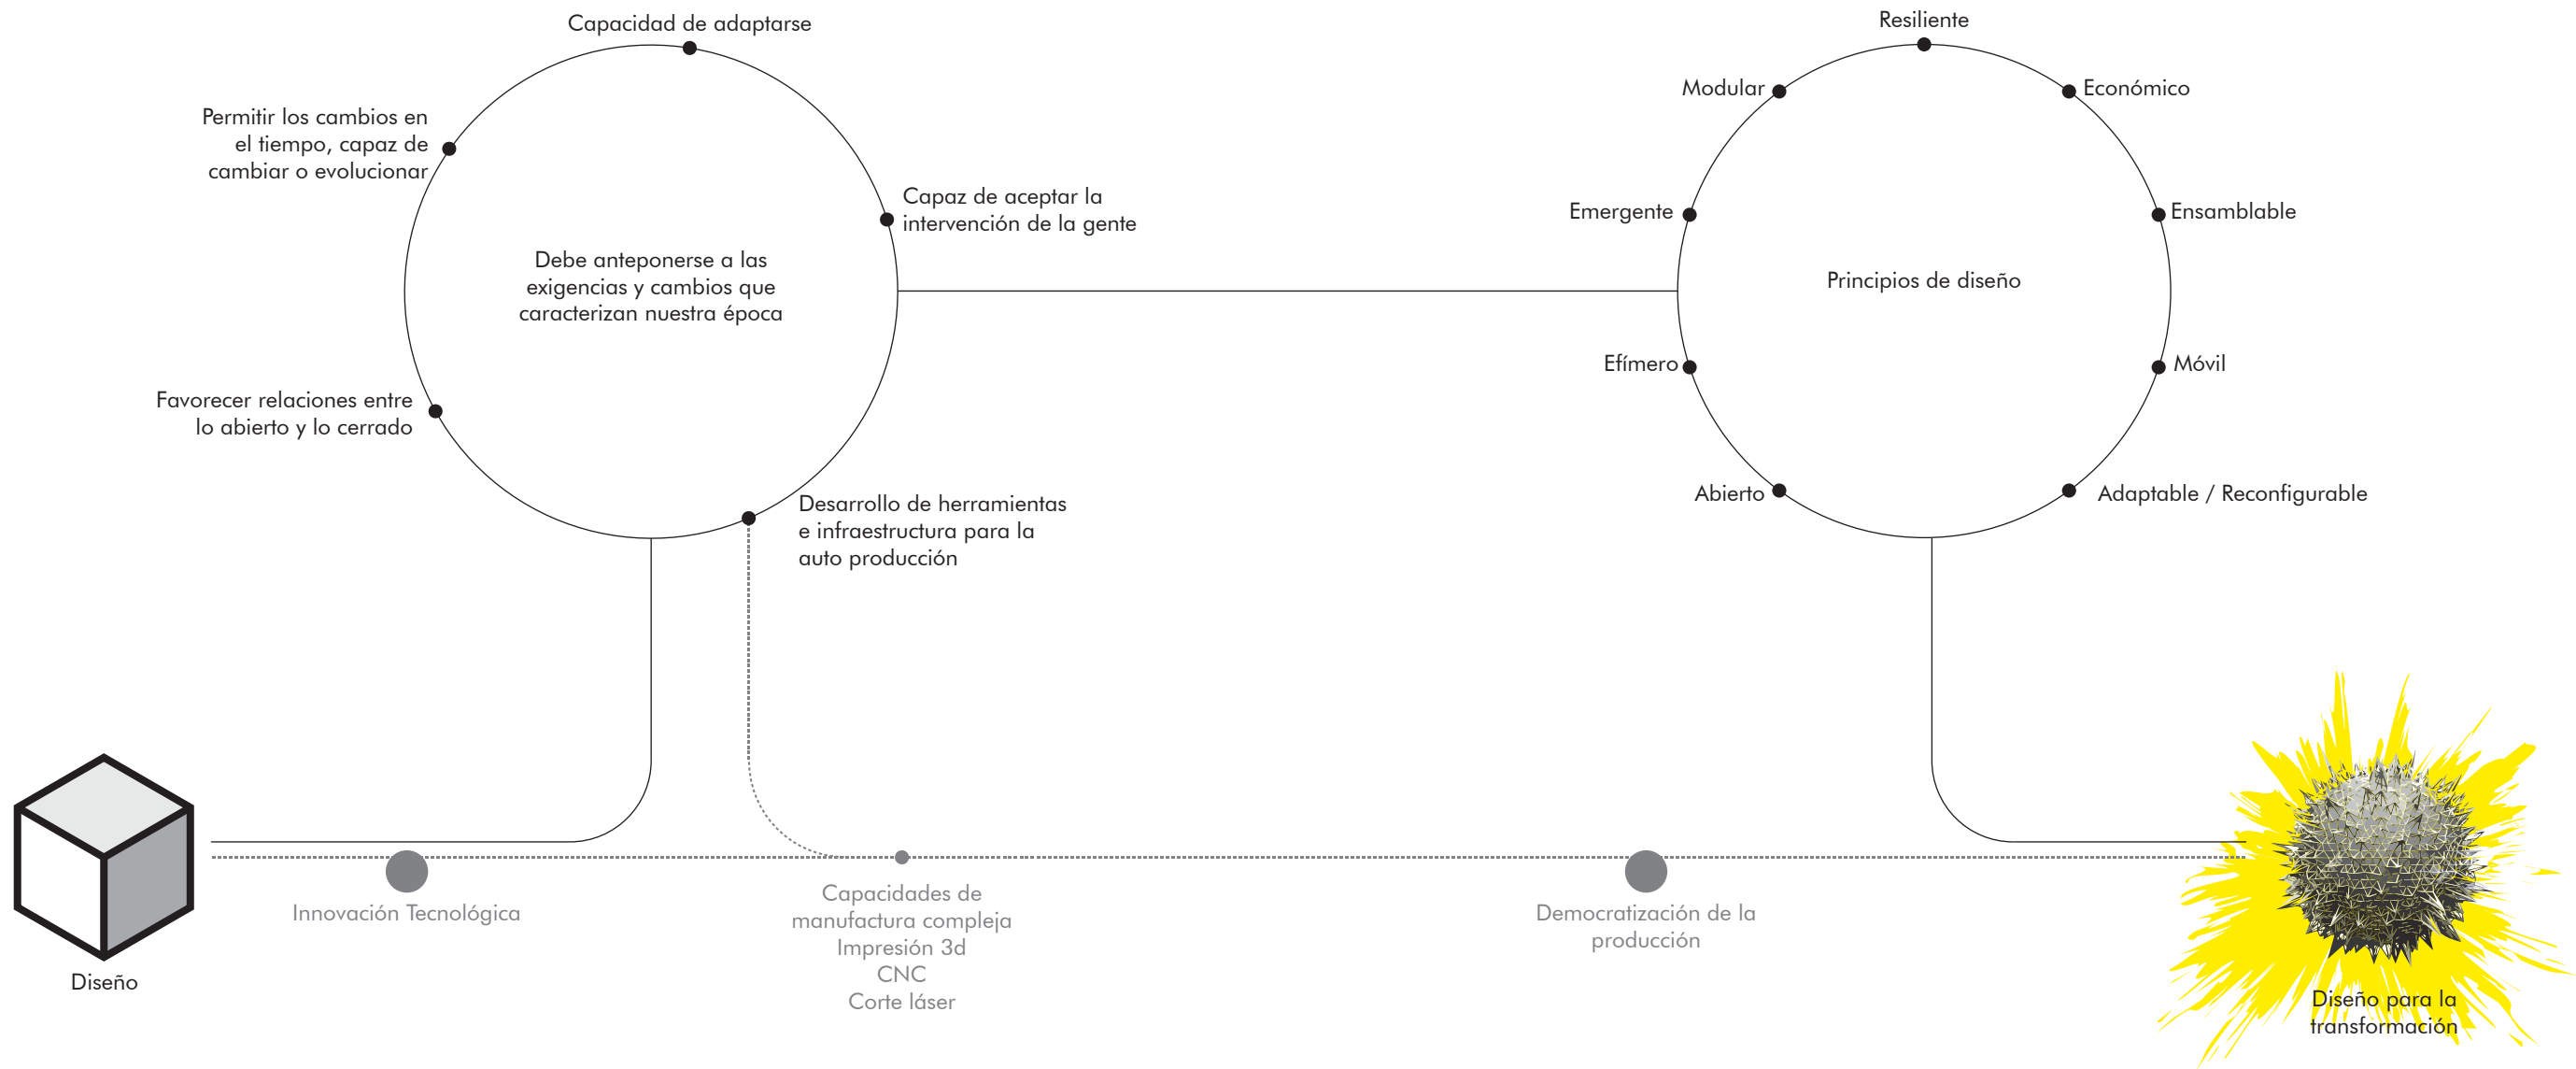 Capacidad de adaptarse
Permitir los cambios en
el tiempo, capaz de
cambiar o evolucionar
Capaz de aceptar la
intervención de la gente
Debe anteponerse a las
exigencias y cambios que
caracterizan nuestra época
Favorecer relaciones entre
lo abierto y lo cerrado
Desarrollo de herramientas
e infraestructura para la
auto producción
Resiliente
Modular
Económico
Emergente
Ensamblable
Principios de diseño
Efímero
Móvil
Abierto
Adaptable / Reconfigurable
Diseño
Innovación Tecnológica
Capacidades de
manufactura compleja
Impresión 3d
CNC
Corte láser
Democratización de la
producción
Diseño para la
transformación